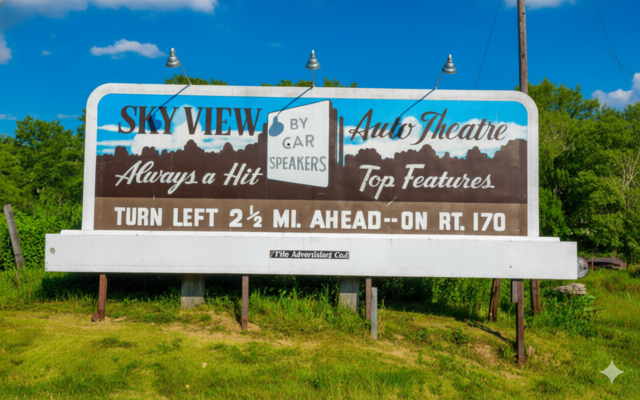 SKY VIEW
BY
CAR
SPEAKERS
Auto Theatre
Always a Hit
Top Features
TURN LEFT 2½ MI. AHEAD--ON RT. 170